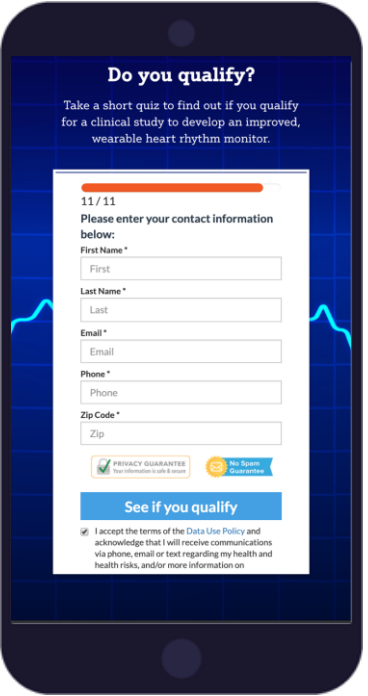 Do you qualify?
Take a short quiz to find out if you qualify
for a clinical study to develop an improved,
wearable heart rhythm monitor.
11 / 11
Please enter your contact information
below:
First Name *
First
Last Name *
Last
Email *
Email
Phone *
Phone
Zip Code *
Zip
PRIVACY GUARANTEE
Your Information is safe & secure
No Spam
Guarantee
See if you qualify
I accept the terms of the Data Use Policy and
acknowledge that I will receive communications
via phone, email or text regarding my health and
health risks, and/or more information on